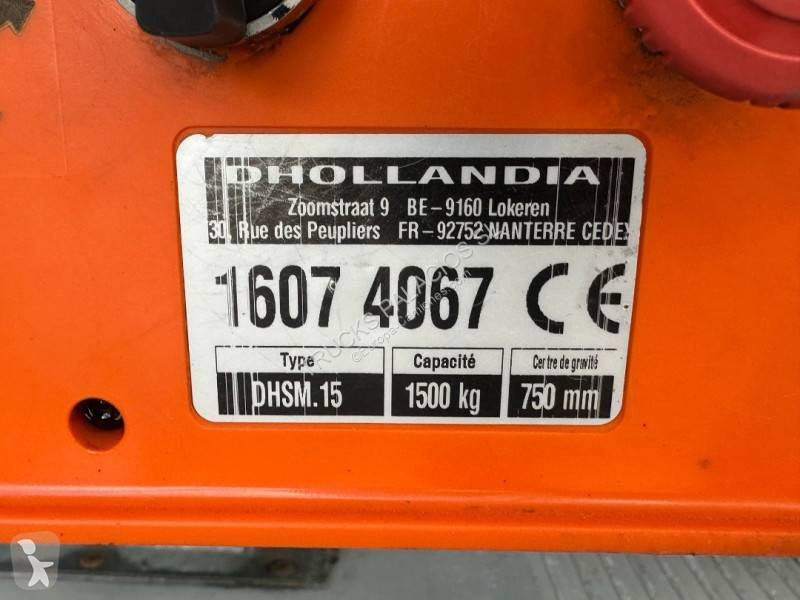 DHOLLANDIA
Zoomstraat 9 BE-9160 Lokeren
30, Rue des Peupliers FR-92752 NANTERRE CEDEX
1607 4067 CE
Type Capacité Centre de gravité
DHSM.15 1500 kg 750 mm